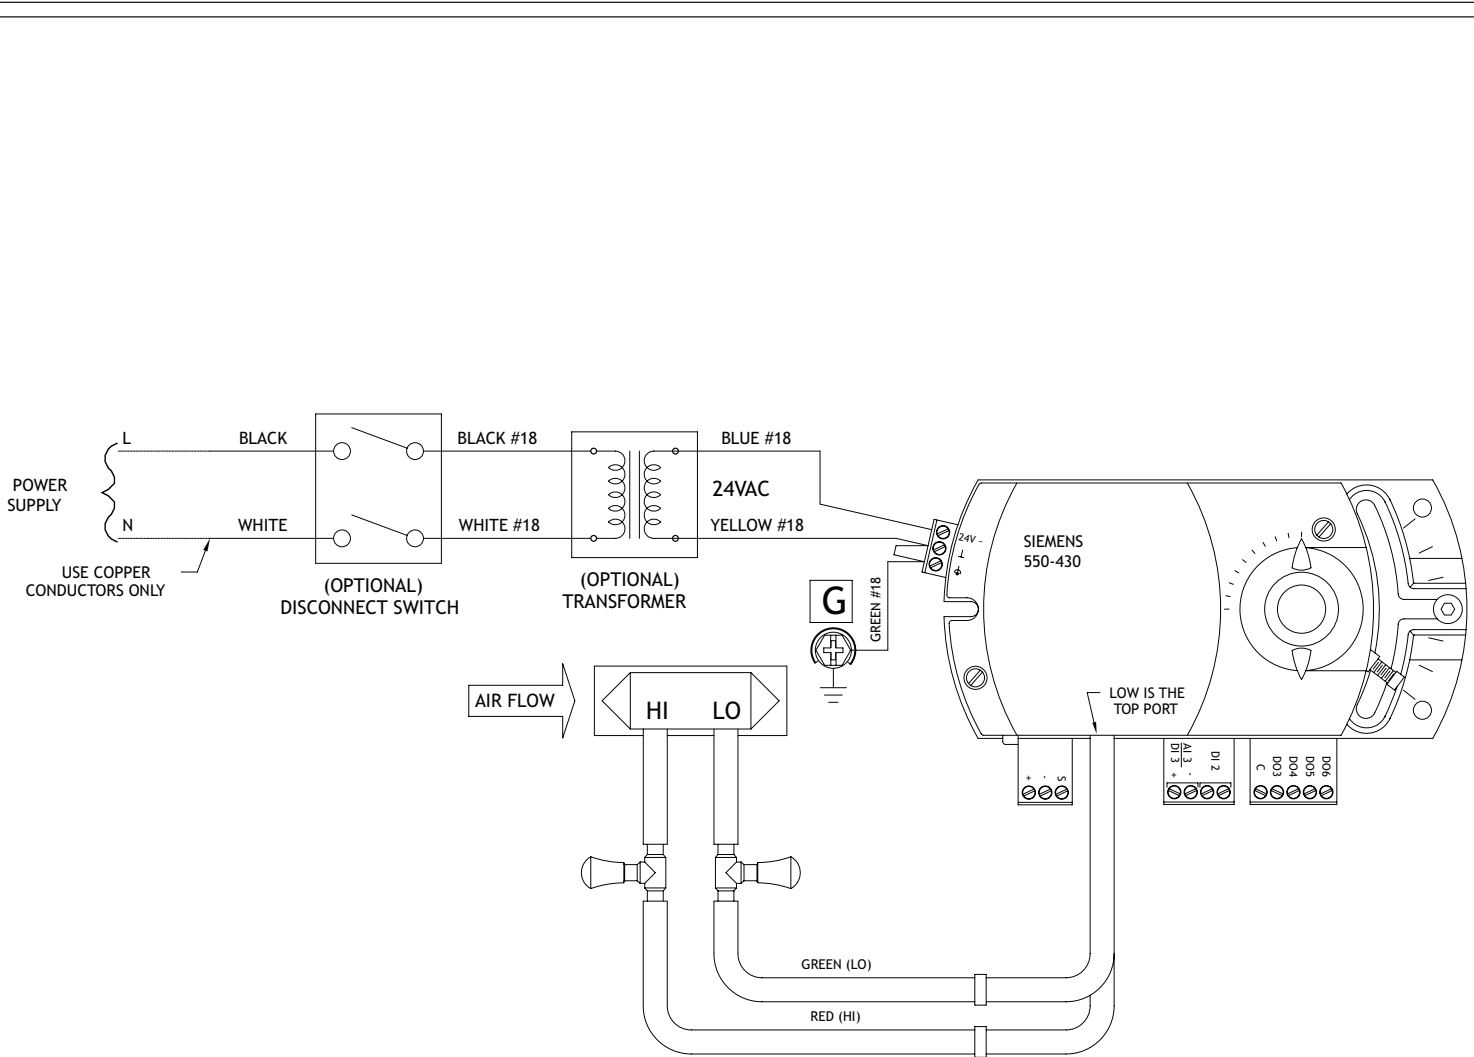 L
BLACK
BLACK #18
BLUE #18
POWER
SUPPLY
24VAC
N
WHITE
WHITE #18
YELLOW #18
USE COPPER
CONDUCTORS ONLY
(OPTIONAL)
DISCONNECT SWITCH
(OPTIONAL)
TRANSFORMER
24V ~
SIEMENS
550-430
G
GREEN #18
AIR FLOW
HI
LO
LOW IS THE
TOP PORT
+ - S
DI 3
AI 3
+ -
DI 2
C
DO3
DO4
DO5
DO6
GREEN (LO)
RED (HI)